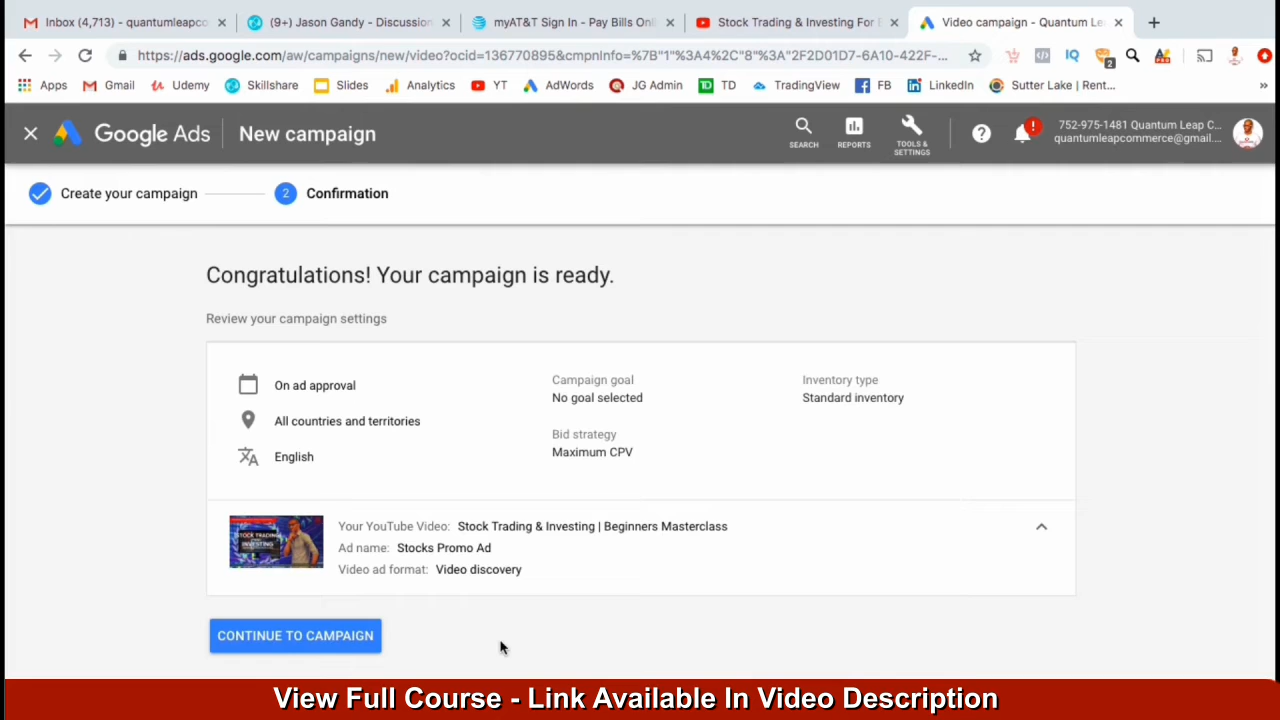 Inbox (4,713) - quantumleapco
(9+) Jason Gandy - Discussion
myAT&T Sign In - Pay Bills Onl
Stock Trading & Investing For B
Video campaign - Quantum Le
https://ads.google.com/aw/campaigns/new/video?ocid=136770895&cmpnInfo=%7B"1"%3A4%2C"8"%3A"2F2D01D7-6A10-422F-...
IQ
2
Apps
Gmail
Udemy
Skillshare
Slides
Analytics
YT
AdWords
JG Admin
TD
TradingView
FB
LinkedIn
Sutter Lake | Rent...
»
Google Ads
New campaign
SEARCH
REPORTS
TOOLS &
SETTINGS
752-975-1481 Quantum Leap C...
quantumleapcommerce@gmail....
Create your campaign
2
Confirmation
Congratulations! Your campaign is ready.
Review your campaign settings
On ad approval
All countries and territories
English
Campaign goal
No goal selected
Bid strategy
Maximum CPV
Inventory type
Standard inventory
STOCK TRADING
INVESTING
Your YouTube Video: Stock Trading & Investing | Beginners Masterclass
Ad name: Stocks Promo Ad
Video ad format: Video discovery
CONTINUE TO CAMPAIGN
View Full Course - Link Available In Video Description